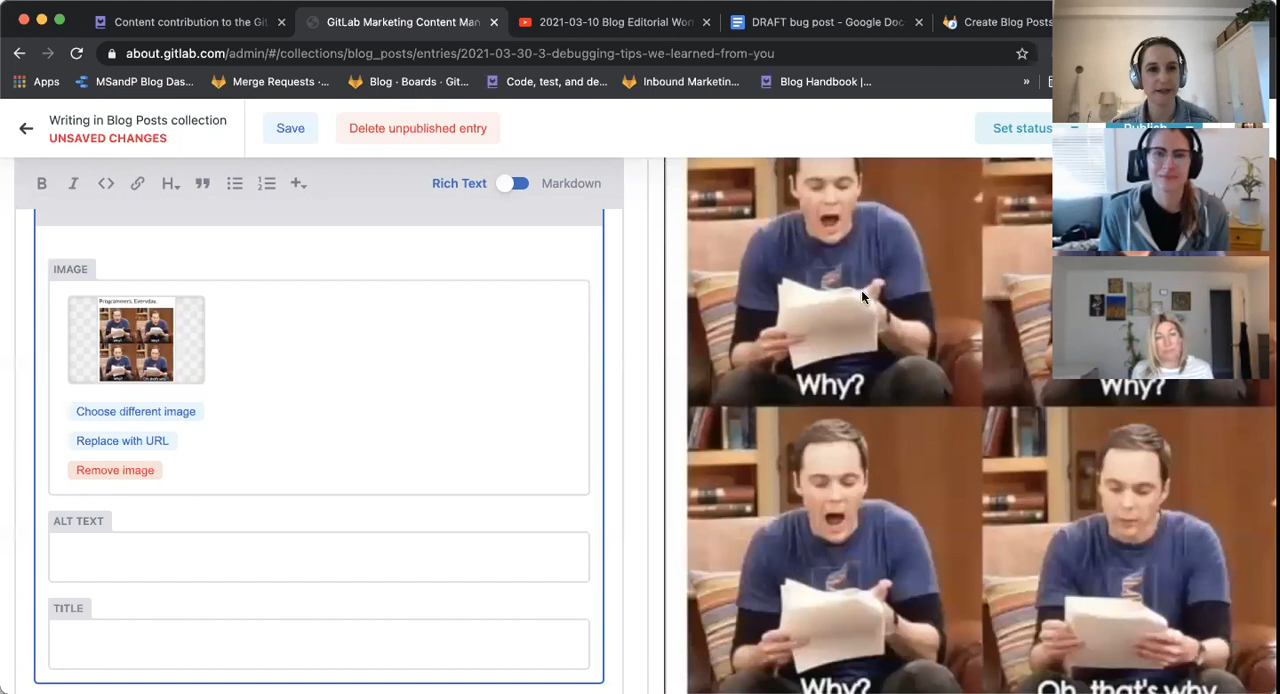 Content contribution to the Git
GitLab Marketing Content Man
2021-03-10 Blog Editorial Wor
DRAFT bug post - Google Doc
Create Blog Posts
about.gitlab.com/admin/#/collections/blog_posts/entries/2021-03-30-3-debugging-tips-we-learned-from-you
Apps
MSandP Blog Das...
Merge Requests ·...
Blog · Boards · Git...
Code, test, and de...
Inbound Marketin...
Blog Handbook |...
»
Writing in Blog Posts collection
UNSAVED CHANGES
Save
Delete unpublished entry
Set status
Publish
B I <> H
Rich Text
Markdown
IMAGE
Programmers, Everyday.
Choose different image
Replace with URL
Remove image
ALT TEXT
TITLE
Why?
Why?
Why?
Oh, that's why